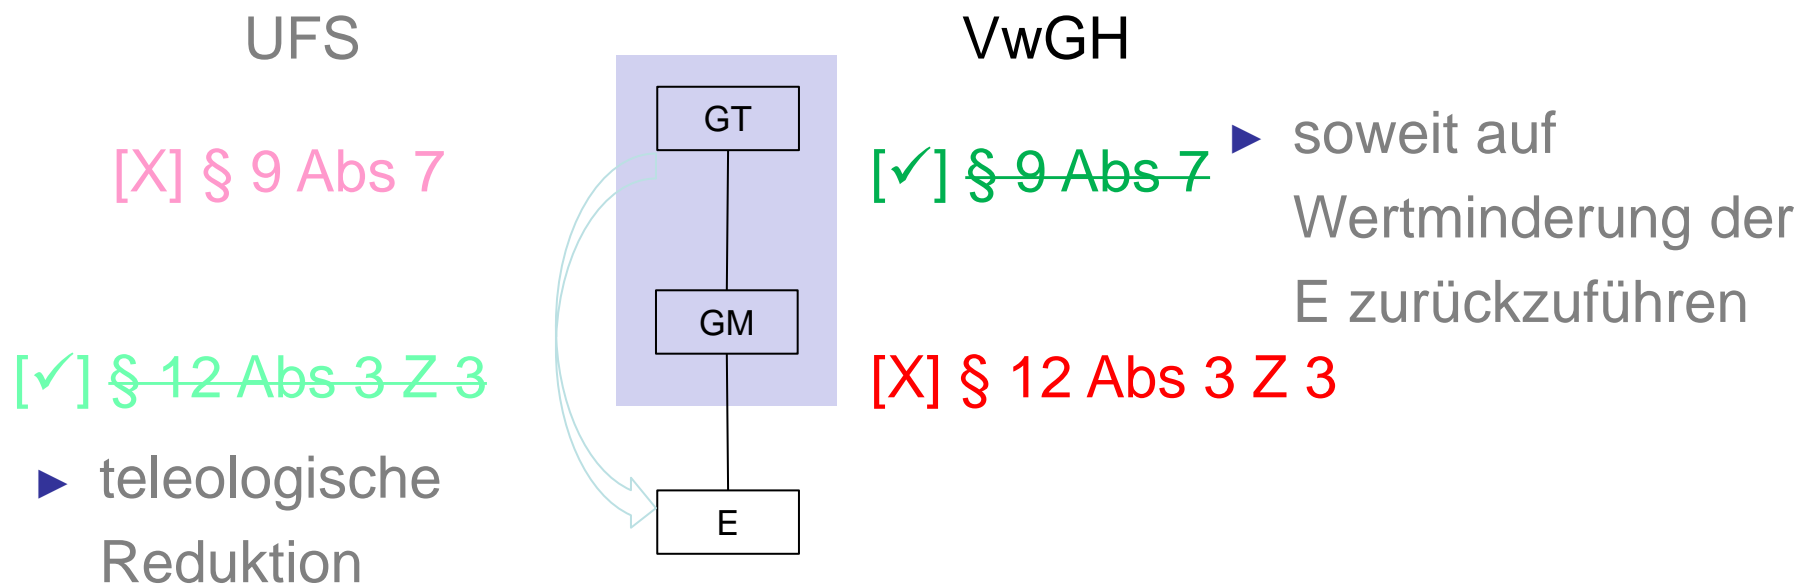 UFS
[X] § 9 Abs 7
[✓] § 12 Abs 3 Z 3
► teleologische
Reduktion
GT
GM
E
VwGH
[✓] § 9 Abs 7
► soweit auf
Wertminderung der
E zurückzuführen
[X] § 12 Abs 3 Z 3